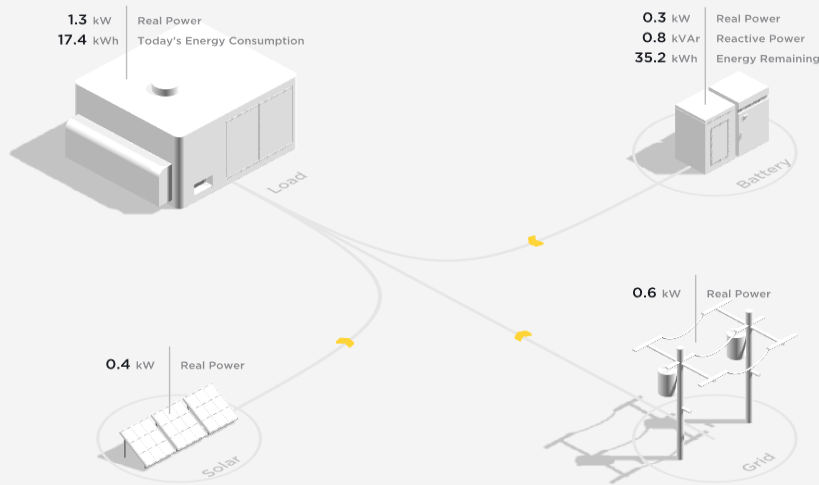 1.3 kW Real Power
17.4 kWh Today's Energy Consumption
Load
0.3 kW Real Power
0.8 kVAr Reactive Power
35.2 kWh Energy Remaining
Battery
0.4 kW Real Power
Solar
0.6 kW Real Power
Grid